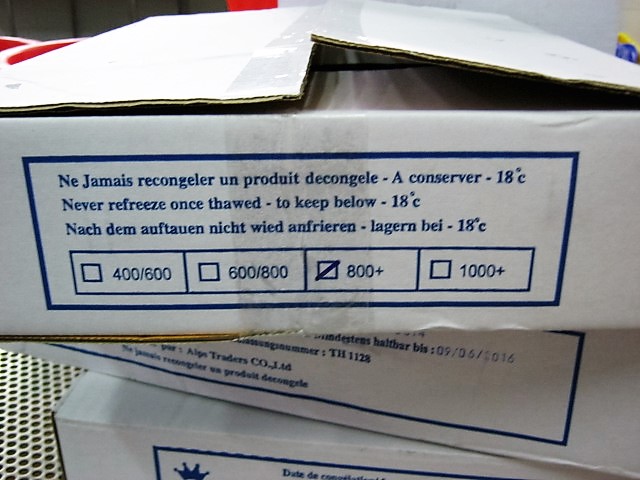 Ne Jamais recongeler un produit decongele - A conserver - 18°c
Never refreeze once thawed - to keep below - 18°c
Nach dem auftauen nicht wied anfrieren - lagern bei - 18°c
400/600 600/800 800+ 1000+
Mindestens haltbar bis : 09/06/2016
par : Alps Traders CO.,Ltd
: TH 1128
Ne jamais recongeler un produit decongele
Date de